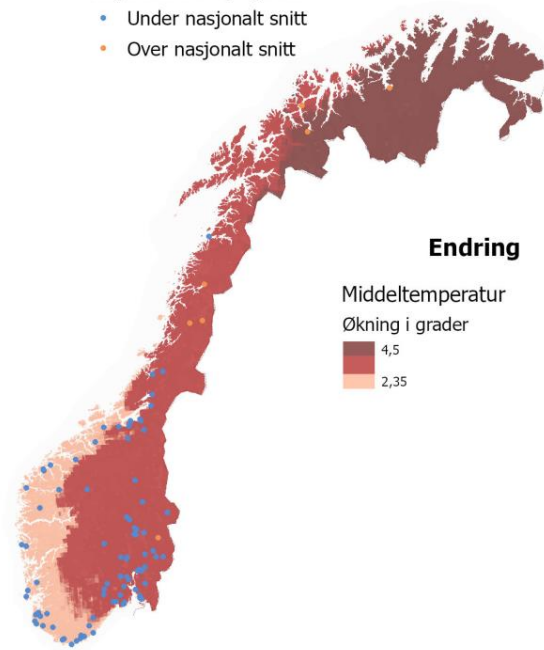 Under nasjonalt snitt
Over nasjonalt snitt
Endring
Middeltemperatur
Økning i grader
4,5
2,35